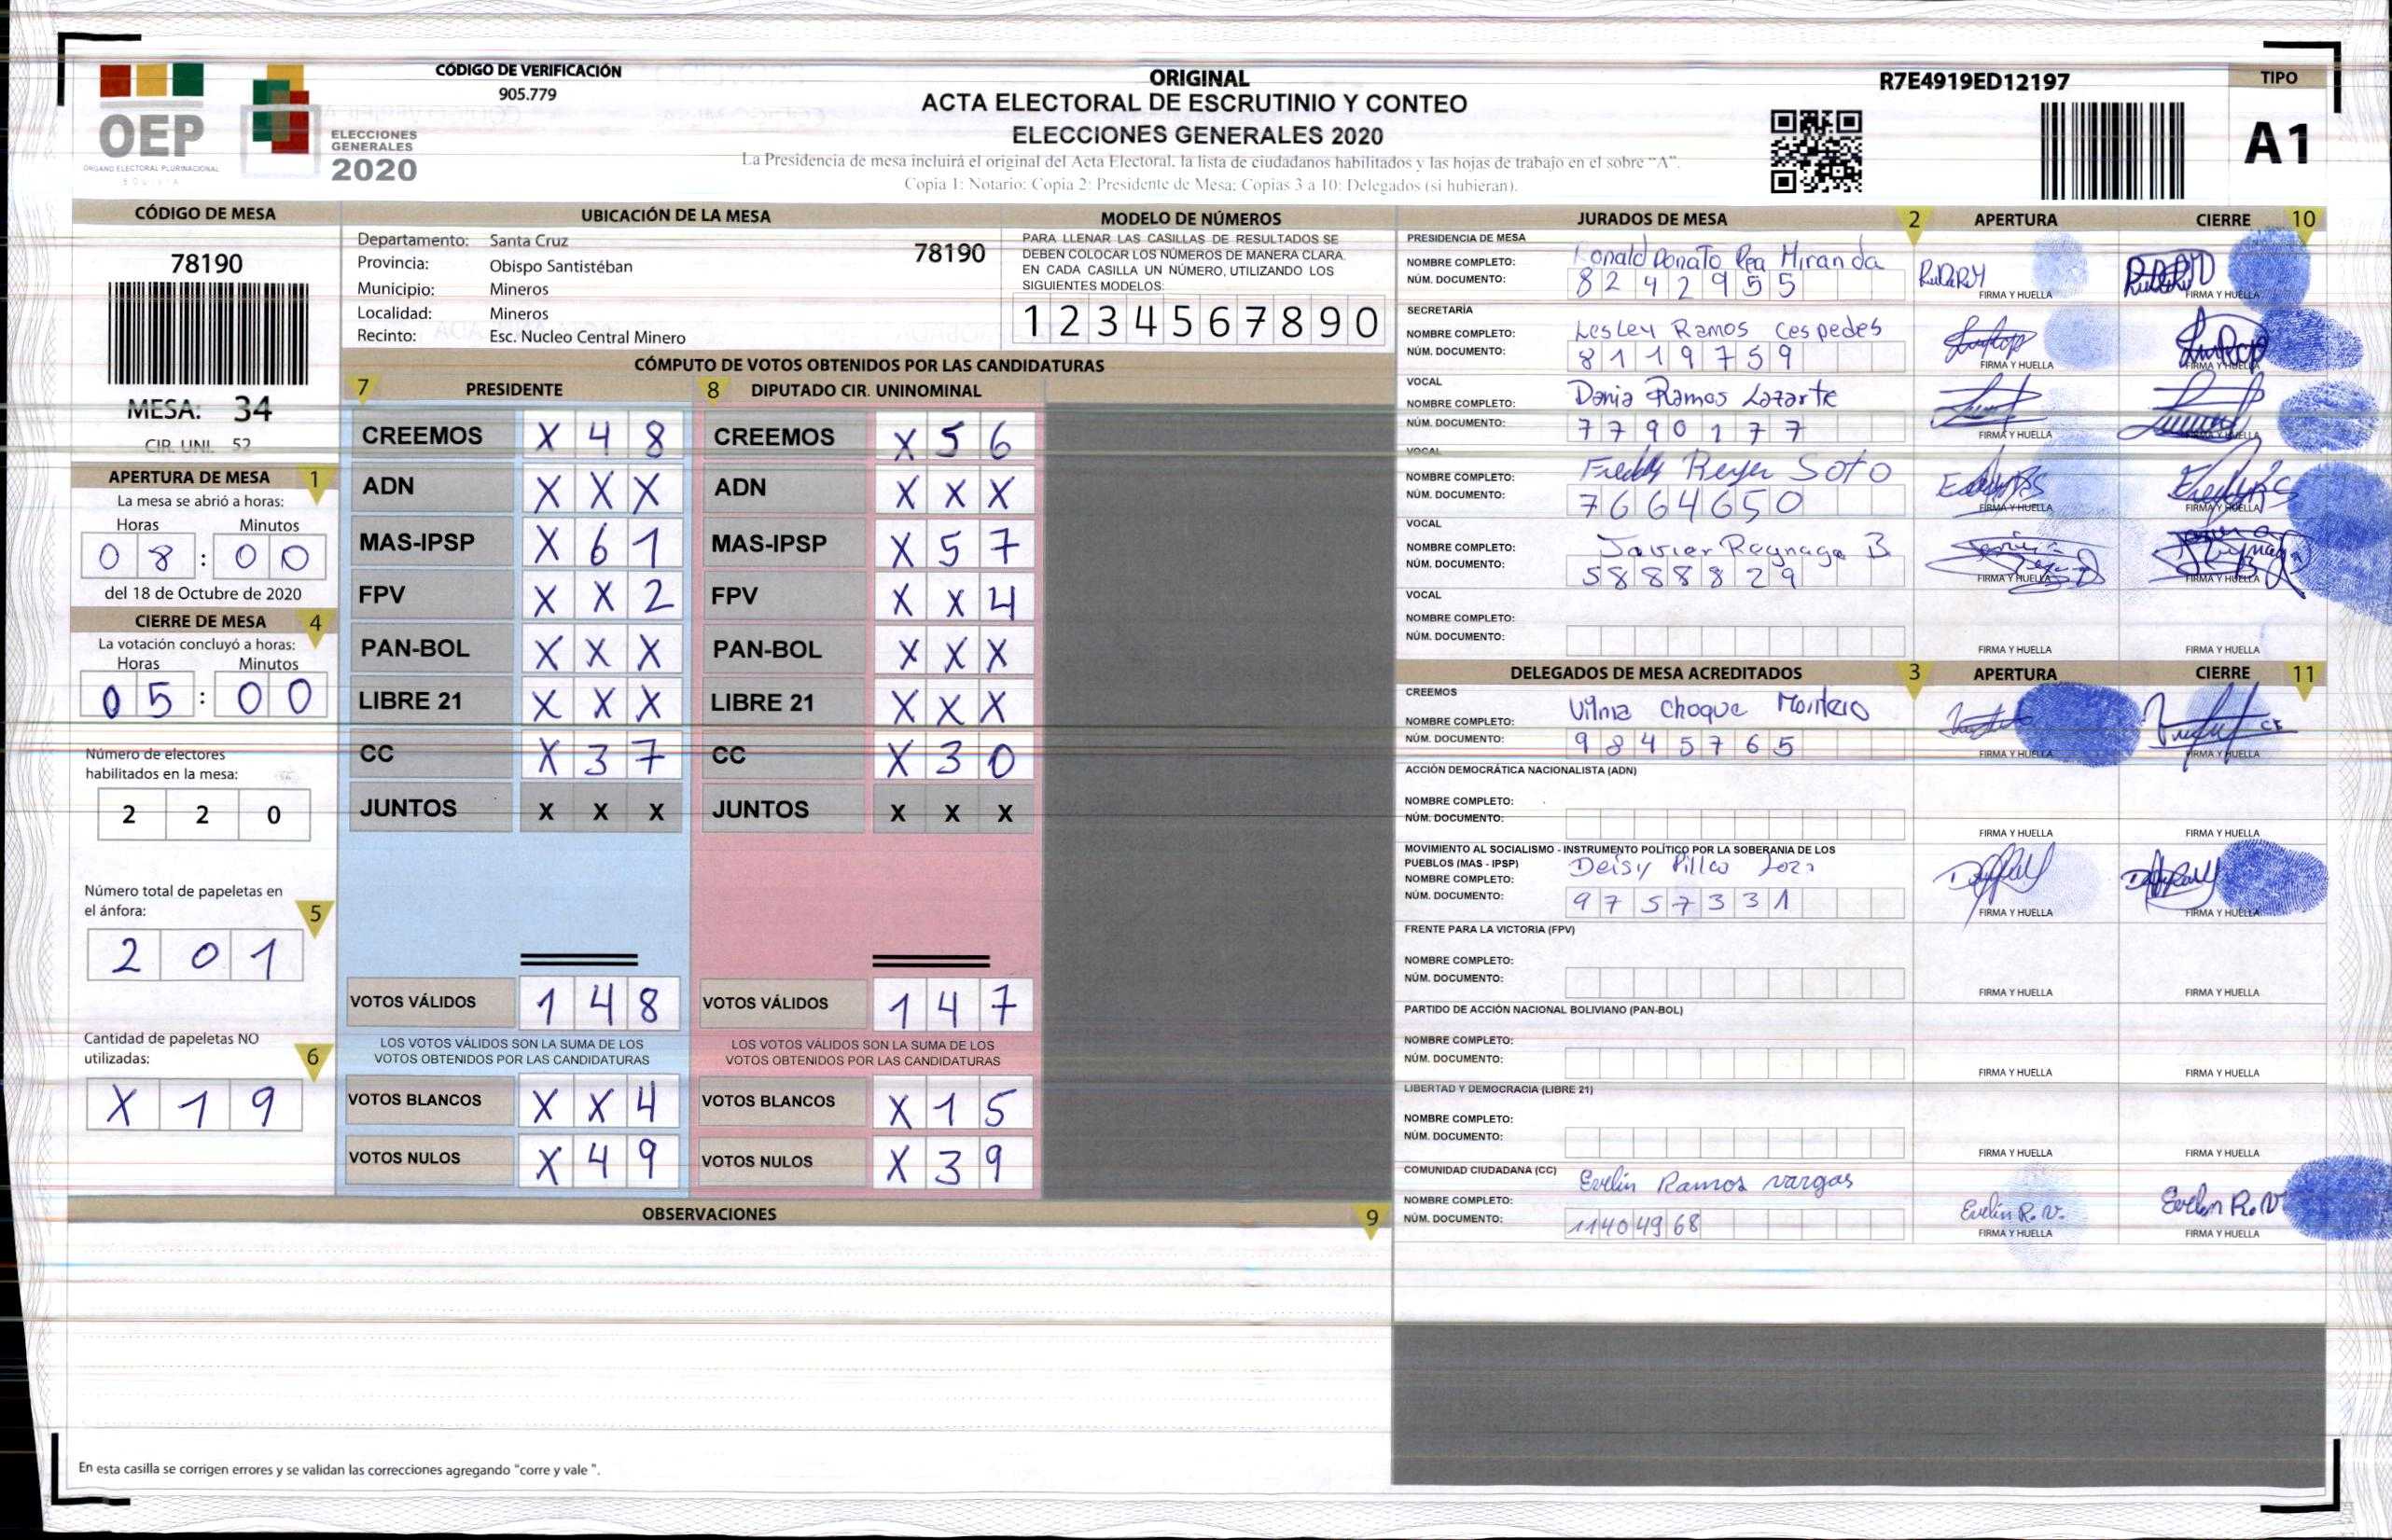 CÓDIGO DE VERIFICACIÓN
905.779
OEP
ÓRGANO ELECTORAL PLURINACIONAL
BOLIVIA
ELECCIONES
GENERALES
2020
ORIGINAL
ACTA ELECTORAL DE ESCRUTINIO Y CONTEO
ELECCIONES GENERALES 2020
La Presidencia de mesa incluirá el original del Acta Electoral, la lista de ciudadanos habilitados y las hojas de trabajo en el sobre "A".
Copia 1: Notario; Copia 2: Presidente de Mesa; Copias 3 a 10: Delegados (si hubieran).
R7E4919ED12197
TIPO
A1
CÓDIGO DE MESA
78190
MESA: 34
CIR. UNI. 52
APERTURA DE MESA 1
La mesa se abrió a horas:
Horas Minutos
0 8 : 0 0
del 18 de Octubre de 2020
CIERRE DE MESA 4
La votación concluyó a horas:
Horas Minutos
0 5 : 0 0
Número de electores
habilitados en la mesa:
2 2 0
Número total de papeletas en
el ánfora: 5
2 0 1
Cantidad de papeletas NO
utilizadas: 6
X 1 9
UBICACIÓN DE LA MESA
Departamento: Santa Cruz
78190
Provincia: Obispo Santistéban
Municipio: Mineros
Localidad: Mineros
Recinto: Esc. Nucleo Central Minero
MODELO DE NÚMEROS
PARA LLENAR LAS CASILLAS DE RESULTADOS SE
DEBEN COLOCAR LOS NÚMEROS DE MANERA CLARA.
EN CADA CASILLA UN NÚMERO, UTILIZANDO LOS
SIGUIENTES MODELOS:
1 2 3 4 5 6 7 8 9 0
CÓMPUTO DE VOTOS OBTENIDOS POR LAS CANDIDATURAS
7 PRESIDENTE 8 DIPUTADO CIR. UNINOMINAL
CREEMOS X 4 8 CREEMOS X 5 6
ADN X X X ADN X X X
MAS-IPSP X 6 1 MAS-IPSP X 5 7
FPV X X 2 FPV X X 4
PAN-BOL X X X PAN-BOL X X X
LIBRE 21 X X X LIBRE 21 X X X
CC X 3 7 CC X 3 0
JUNTOS X X X JUNTOS X X X
VOTOS VÁLIDOS 1 4 8 VOTOS VÁLIDOS 1 4 7
LOS VOTOS VÁLIDOS SON LA SUMA DE LOS LOS VOTOS VÁLIDOS SON LA SUMA DE LOS
VOTOS OBTENIDOS POR LAS CANDIDATURAS VOTOS OBTENIDOS POR LAS CANDIDATURAS
VOTOS BLANCOS X X 4 VOTOS BLANCOS X 1 5
VOTOS NULOS X 4 9 VOTOS NULOS X 3 9
OBSERVACIONES 9
En esta casilla se corrigen errores y se validan las correcciones agregando "corre y vale ".
JURADOS DE MESA 2 APERTURA CIERRE 10
PRESIDENCIA DE MESA
NOMBRE COMPLETO: Ronald Donato Rea Miranda
NÚM. DOCUMENTO: 8 2 4 2 9 5 5
FIRMA Y HUELLA FIRMA Y HUELLA
SECRETARÍA
NOMBRE COMPLETO: Lesley Ramos Cespedes
NÚM. DOCUMENTO: 8 1 1 9 7 5 9
FIRMA Y HUELLA FIRMA Y HUELLA
VOCAL
NOMBRE COMPLETO: Dania Ramos Lazarte
NÚM. DOCUMENTO: 7 7 9 0 1 7 7
FIRMA Y HUELLA FIRMA Y HUELLA
VOCAL
NOMBRE COMPLETO: Freddy Reyes Soto
NÚM. DOCUMENTO: 7 6 6 4 6 5 0
FIRMA Y HUELLA FIRMA Y HUELLA
VOCAL
NOMBRE COMPLETO: Javier Reynaga B
NÚM. DOCUMENTO: 5 8 8 8 8 2 9
FIRMA Y HUELLA FIRMA Y HUELLA
VOCAL
NOMBRE COMPLETO:
NÚM. DOCUMENTO:
FIRMA Y HUELLA FIRMA Y HUELLA
DELEGADOS DE MESA ACREDITADOS 3 APERTURA CIERRE 11
CREEMOS
NOMBRE COMPLETO: Vilma Choque Montero
NÚM. DOCUMENTO: 9 8 4 5 7 6 5
FIRMA Y HUELLA FIRMA Y HUELLA
ACCIÓN DEMOCRÁTICA NACIONALISTA (ADN)
NOMBRE COMPLETO:
NÚM. DOCUMENTO:
FIRMA Y HUELLA FIRMA Y HUELLA
MOVIMIENTO AL SOCIALISMO - INSTRUMENTO POLÍTICO POR LA SOBERANIA DE LOS
PUEBLOS (MAS - IPSP)
NOMBRE COMPLETO: Deisy Pillco
NÚM. DOCUMENTO: 9 7 5 7 3 3 1
FIRMA Y HUELLA FIRMA Y HUELLA
FRENTE PARA LA VICTORIA (FPV)
NOMBRE COMPLETO:
NÚM. DOCUMENTO:
FIRMA Y HUELLA FIRMA Y HUELLA
PARTIDO DE ACCIÓN NACIONAL BOLIVIANO (PAN-BOL)
NOMBRE COMPLETO:
NÚM. DOCUMENTO:
FIRMA Y HUELLA FIRMA Y HUELLA
LIBERTAD Y DEMOCRACIA (LIBRE 21)
NOMBRE COMPLETO:
NÚM. DOCUMENTO:
FIRMA Y HUELLA FIRMA Y HUELLA
COMUNIDAD CIUDADANA (CC)
NOMBRE COMPLETO: Evelin Ramos Vargas
NÚM. DOCUMENTO: 11404968
Evelin R. V. Evelin R. V
FIRMA Y HUELLA FIRMA Y HUELLA